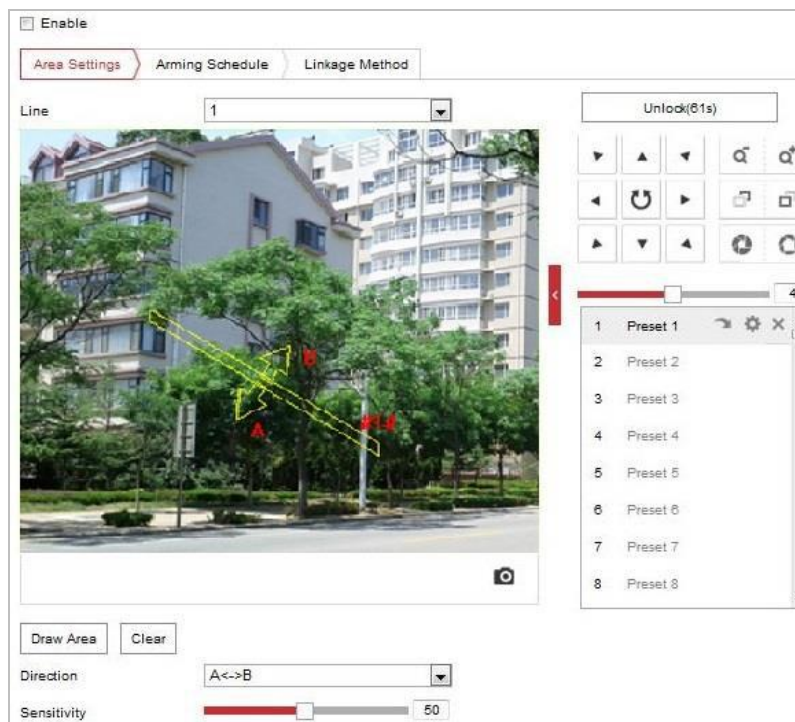 Enable
Area Settings
Arming Schedule
Linkage Method
Line
1
Unlock(61s)
B
A
#1#
4
1 Preset 1
2 Preset 2
3 Preset 3
4 Preset 4
5 Preset 5
6 Preset 6
7 Preset 7
8 Preset 8
Draw Area
Clear
Direction
A<->B
Sensitivity
50